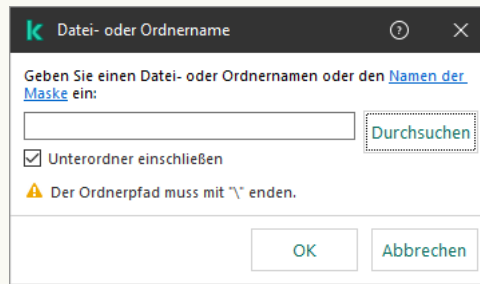 Datei- oder Ordnername
Geben Sie einen Datei- oder Ordnernamen oder den Namen der
Maske ein:
Durchsuchen
Unterordner einschließen
Der Ordnerpfad muss mit "\" enden.
OK
Abbrechen